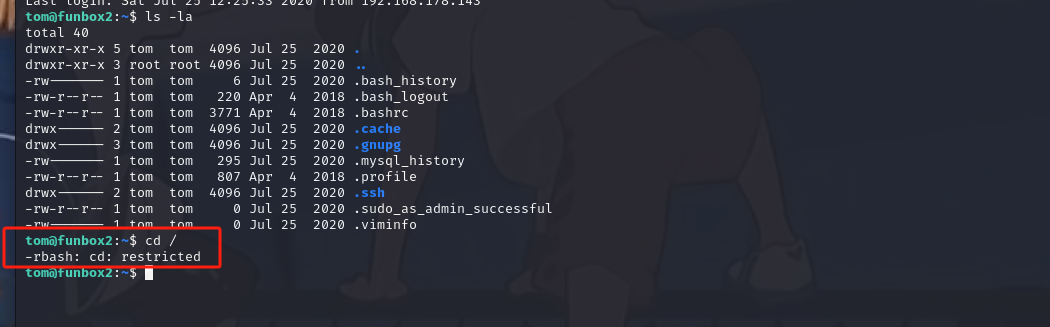 Last login: Sat Jul 25 12:25:33 2020 from 192.168.178.143
tom@funbox2:~$ ls -la
total 40
drwxr-xr-x 5 tom  tom  4096 Jul 25  2020 .
drwxr-xr-x 3 root root 4096 Jul 25  2020 ..
-rw------- 1 tom  tom     6 Jul 25  2020 .bash_history
-rw-r--r-- 1 tom  tom   220 Apr  4  2018 .bash_logout
-rw-r--r-- 1 tom  tom  3771 Apr  4  2018 .bashrc
drwx------ 2 tom  tom  4096 Jul 25  2020 .cache
drwx------ 3 tom  tom  4096 Jul 25  2020 .gnupg
-rw------- 1 tom  tom   295 Jul 25  2020 .mysql_history
-rw-r--r-- 1 tom  tom   807 Apr  4  2018 .profile
drwx------ 2 tom  tom  4096 Jul 25  2020 .ssh
-rw-r--r-- 1 tom  tom     0 Jul 25  2020 .sudo_as_admin_successful
-rw------- 1 tom  tom     0 Jul 25  2020 .viminfo
tom@funbox2:~$ cd /
-rbash: cd: restricted
tom@funbox2:~$